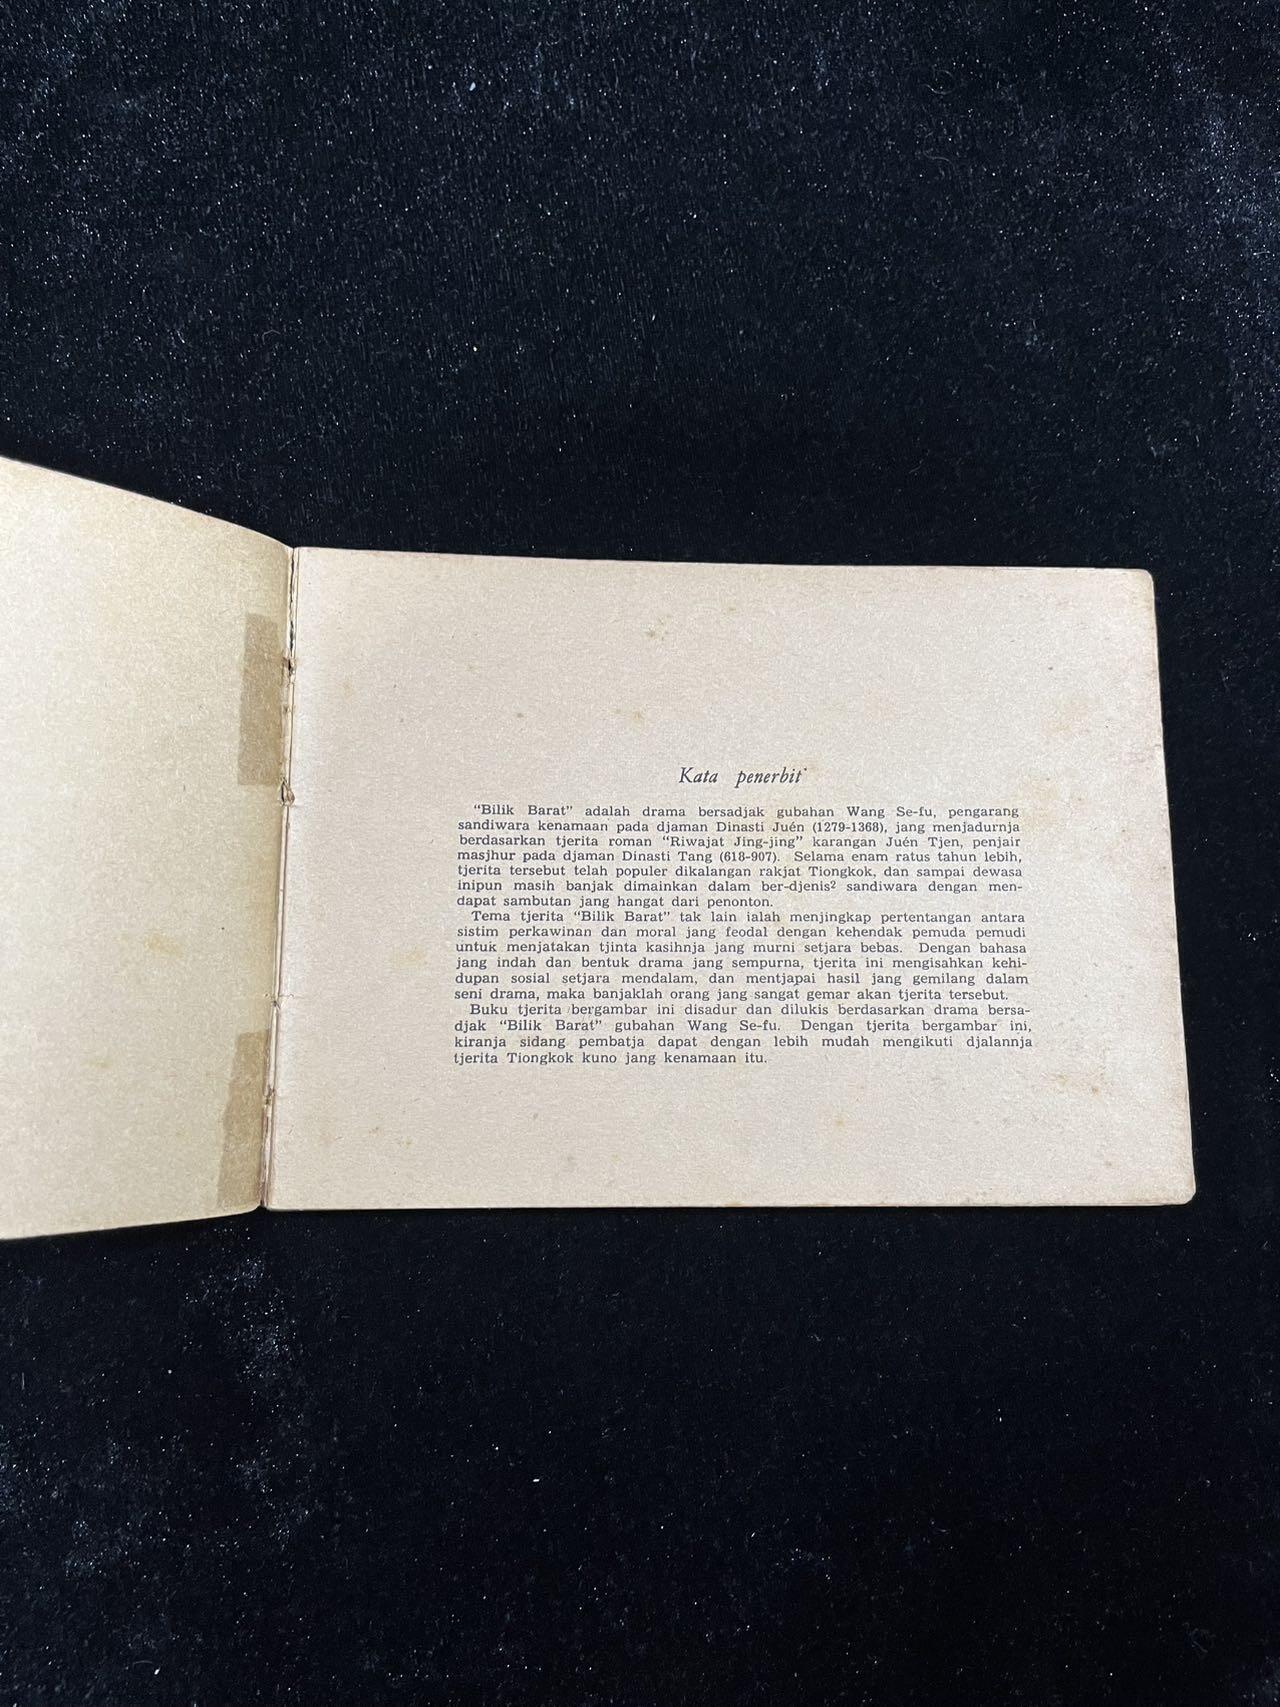 Kata penerbit
"Bilik Barat" adalah drama bersadjak gubahan Wang Se-fu, pengarang
sandiwara kenamaan pada djaman Dinasti Juén (1279-1368), jang menjadurnja
berdasarkan tjerita roman "Riwajat Jing-jing" karangan Juén Tjen, penjair
masjhur pada djaman Dinasti Tang (618-907). Selama enam ratus tahun lebih,
tjerita tersebut telah populer dikalangan rakjat Tiongkok, dan sampai dewasa
inipun masih banjak dimainkan dalam ber-djenis² sandiwara dengan men-
dapat sambutan jang hangat dari penonton.
Tema tjerita "Bilik Barat" tak lain ialah menjingkap pertentangan antara
sistim perkawinan dan moral jang feodal dengan kehendak pemuda pemudi
untuk menjatakan tjinta kasihnja jang murni setjara bebas. Dengan bahasa
jang indah dan bentuk drama jang sempurna, tjerita ini mengisahkan kehi-
dupan sosial setjara mendalam, dan mentjapai hasil jang gemilang dalam
seni drama, maka banjaklah orang jang sangat gemar akan tjerita tersebut.
Buku tjerita bergambar ini disadur dan dilukis berdasarkan drama bersa-
djak "Bilik Barat" gubahan Wang Se-fu. Dengan tjerita bergambar ini,
kiranja sidang pembatja dapat dengan lebih mudah mengikuti djalannja
tjerita Tiongkok kuno jang kenamaan itu.